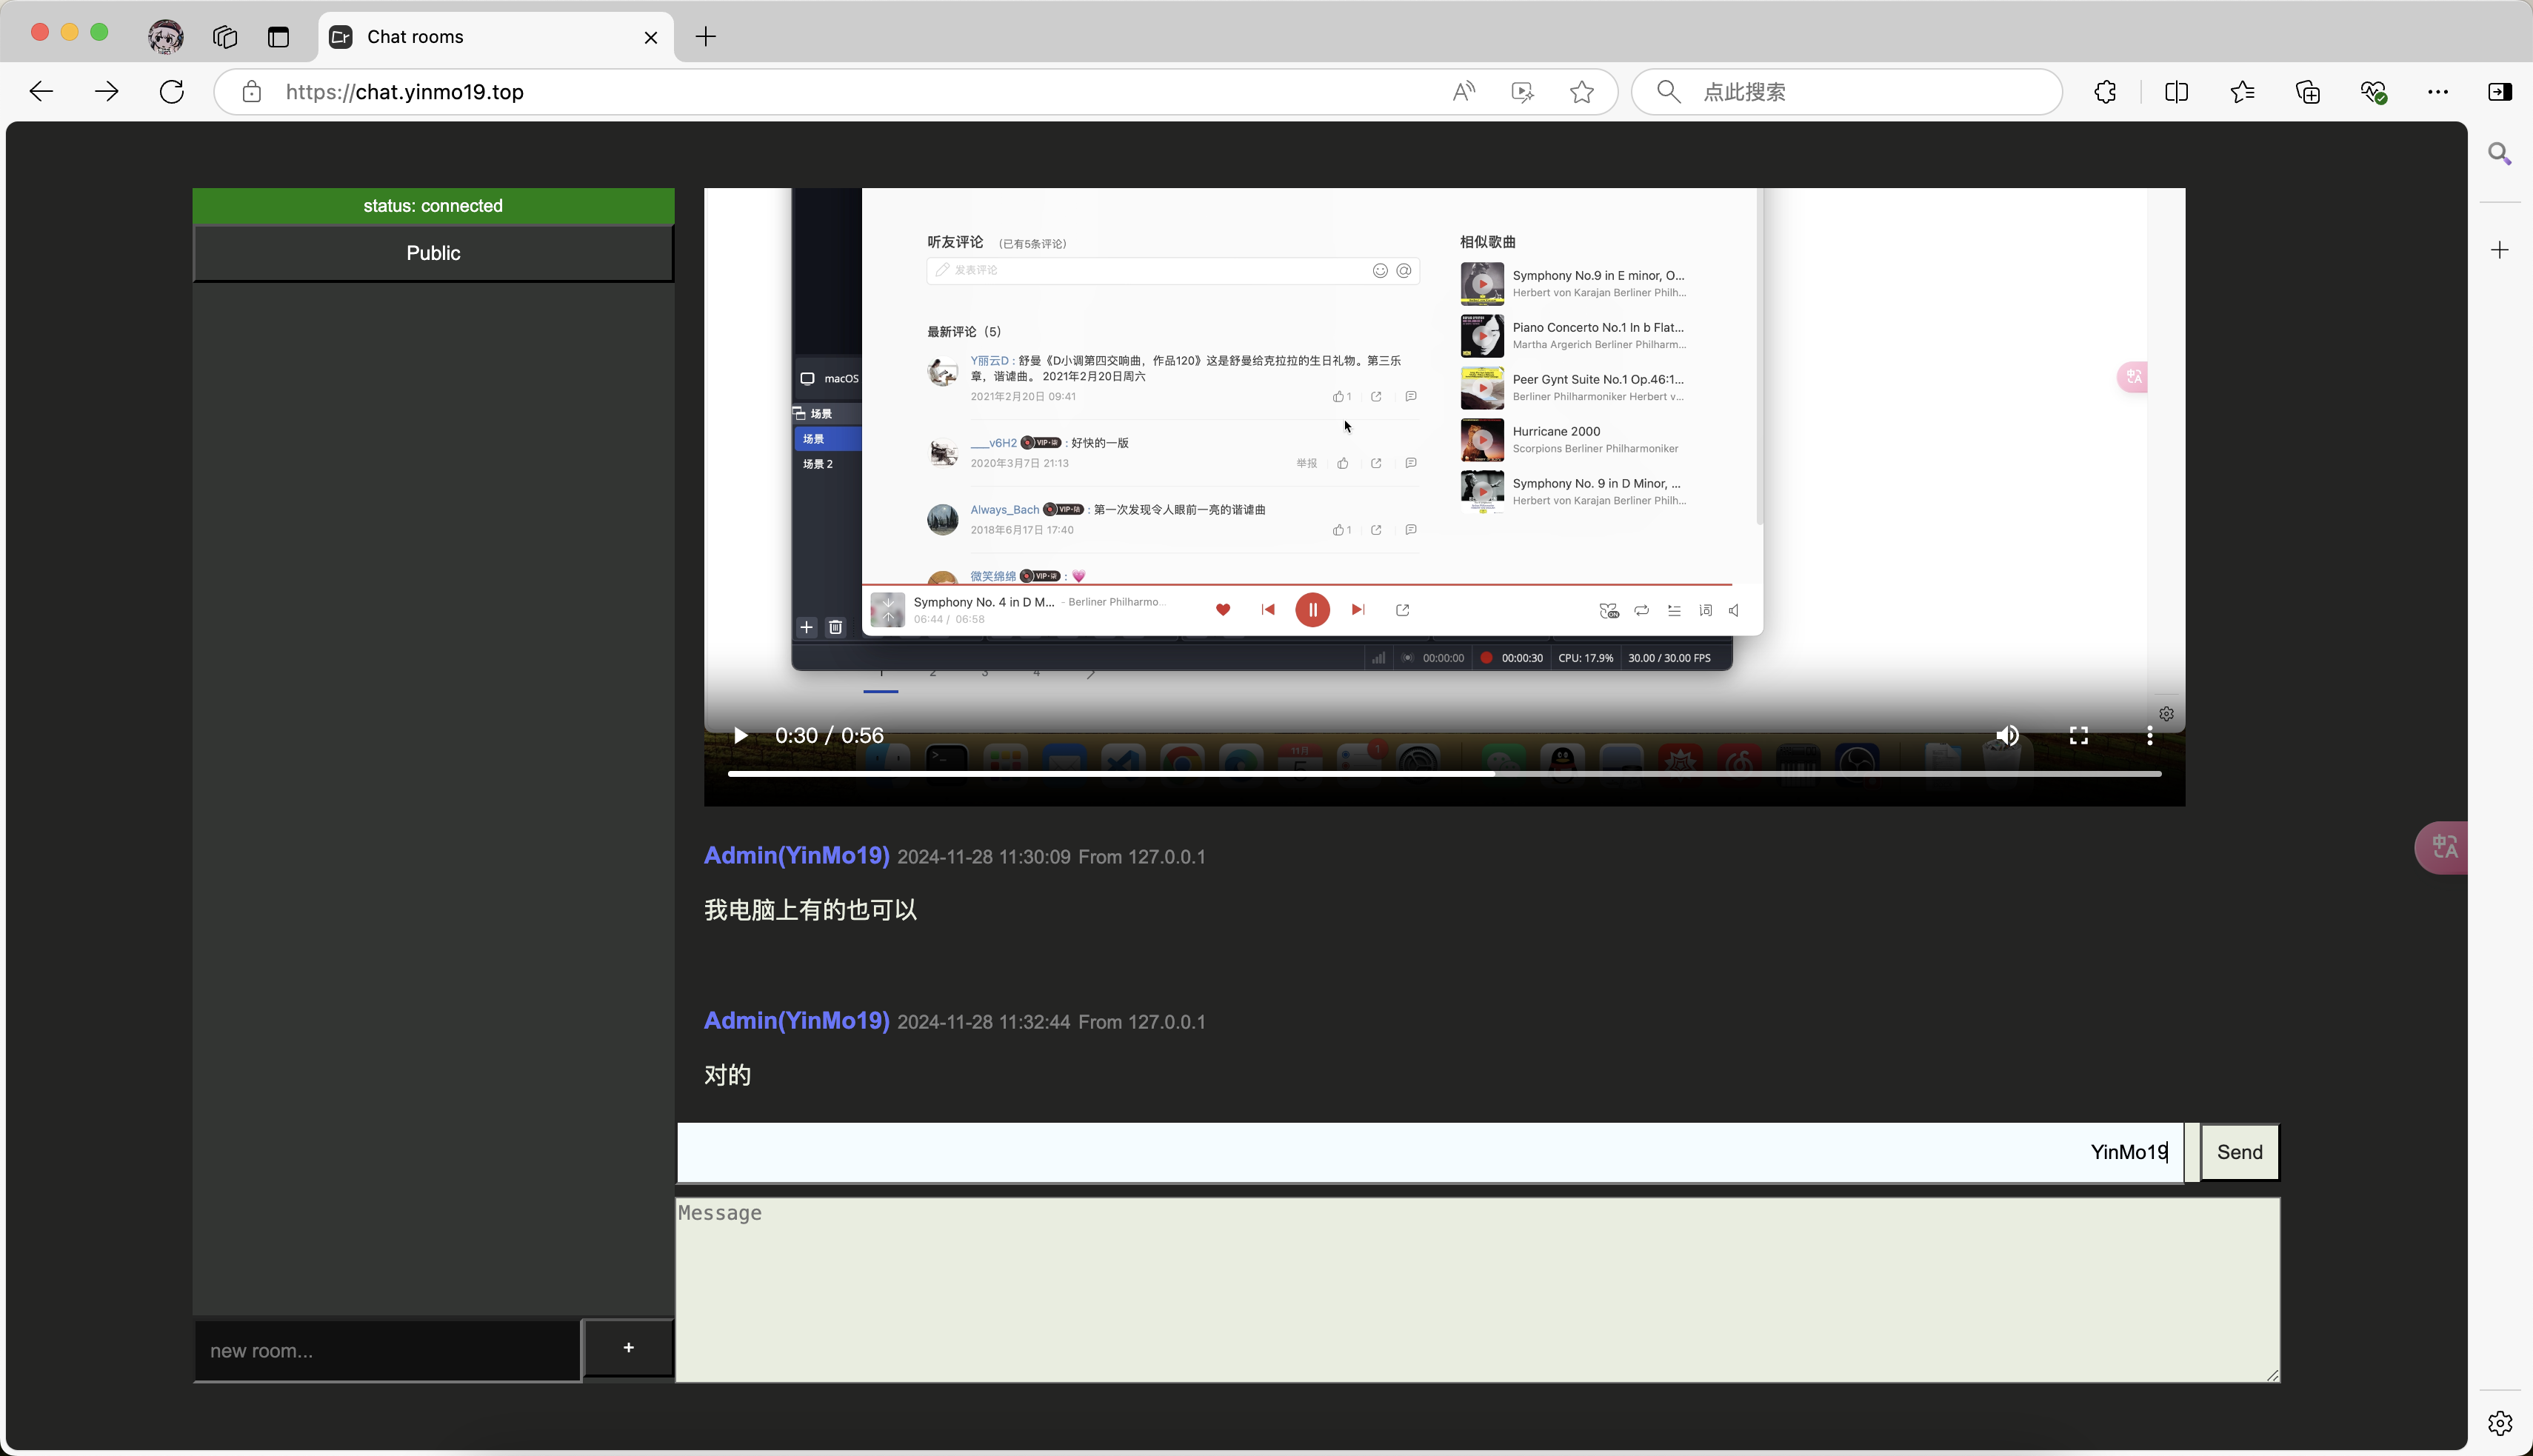 Chat rooms
https://chat.yinmo19.top
点此搜索
status: connected
Public
听友评论 (已有5条评论)
发表评论
最新评论 (5)
Y丽云D : 舒曼《D小调第四交响曲，作品120》这是舒曼给克拉拉的生日礼物。第三乐
章，谐谑曲。 2021年2月20日周六
2021年2月20日 09:41
1
___v6H2 VIP·柒 : 好快的一版
2020年3月7日 21:13
举报
Always_Bach VIP·陆 : 第一次发现令人眼前一亮的谐谑曲
2018年6月17日 17:40
1
微笑绵绵 VIP·柒 : 💗
相似歌曲
Symphony No.9 in E minor, O...
Herbert von Karajan Berliner Philh...
Piano Concerto No.1 In b Flat...
Martha Argerich Berliner Philharm...
Peer Gynt Suite No.1 Op.46:1...
Berliner Philharmoniker Herbert v...
Hurricane 2000
Scorpions Berliner Philharmoniker
Symphony No. 9 in D Minor, ...
Herbert von Karajan Berliner Philh...
macOS
场景
场景
场景 2
Symphony No. 4 in D M... - Berliner Philharmo...
06:44 / 06:58
00:00:00
00:00:30
CPU: 17.9%
30.00 / 30.00 FPS
1 2 3 4
0:30 / 0:56
11月
5
1
Admin(YinMo19) 2024-11-28 11:30:09 From 127.0.0.1
我电脑上有的也可以
Admin(YinMo19) 2024-11-28 11:32:44 From 127.0.0.1
对的
YinMo19
Send
Message
new room...
+